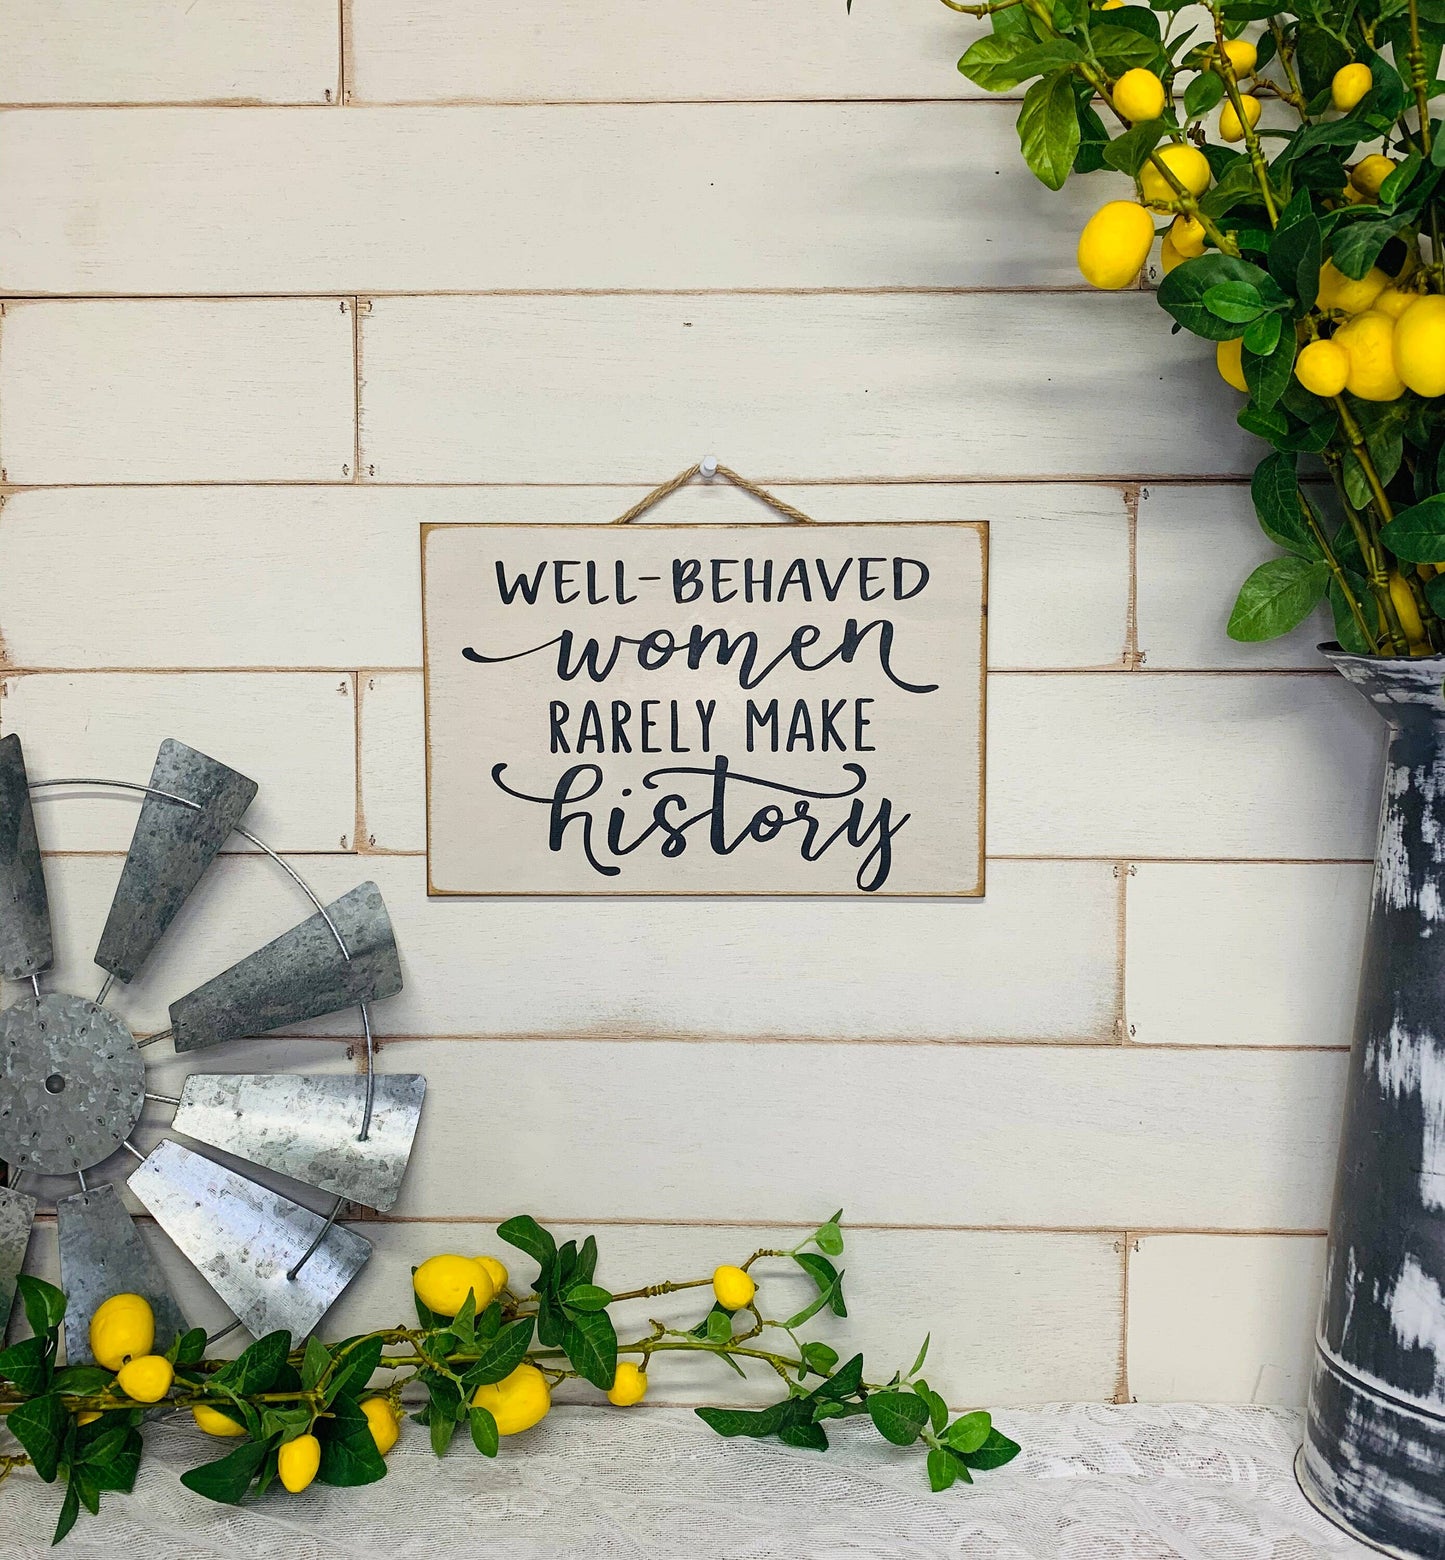 WELL-BEHAVED
women
RARELY MAKE
history